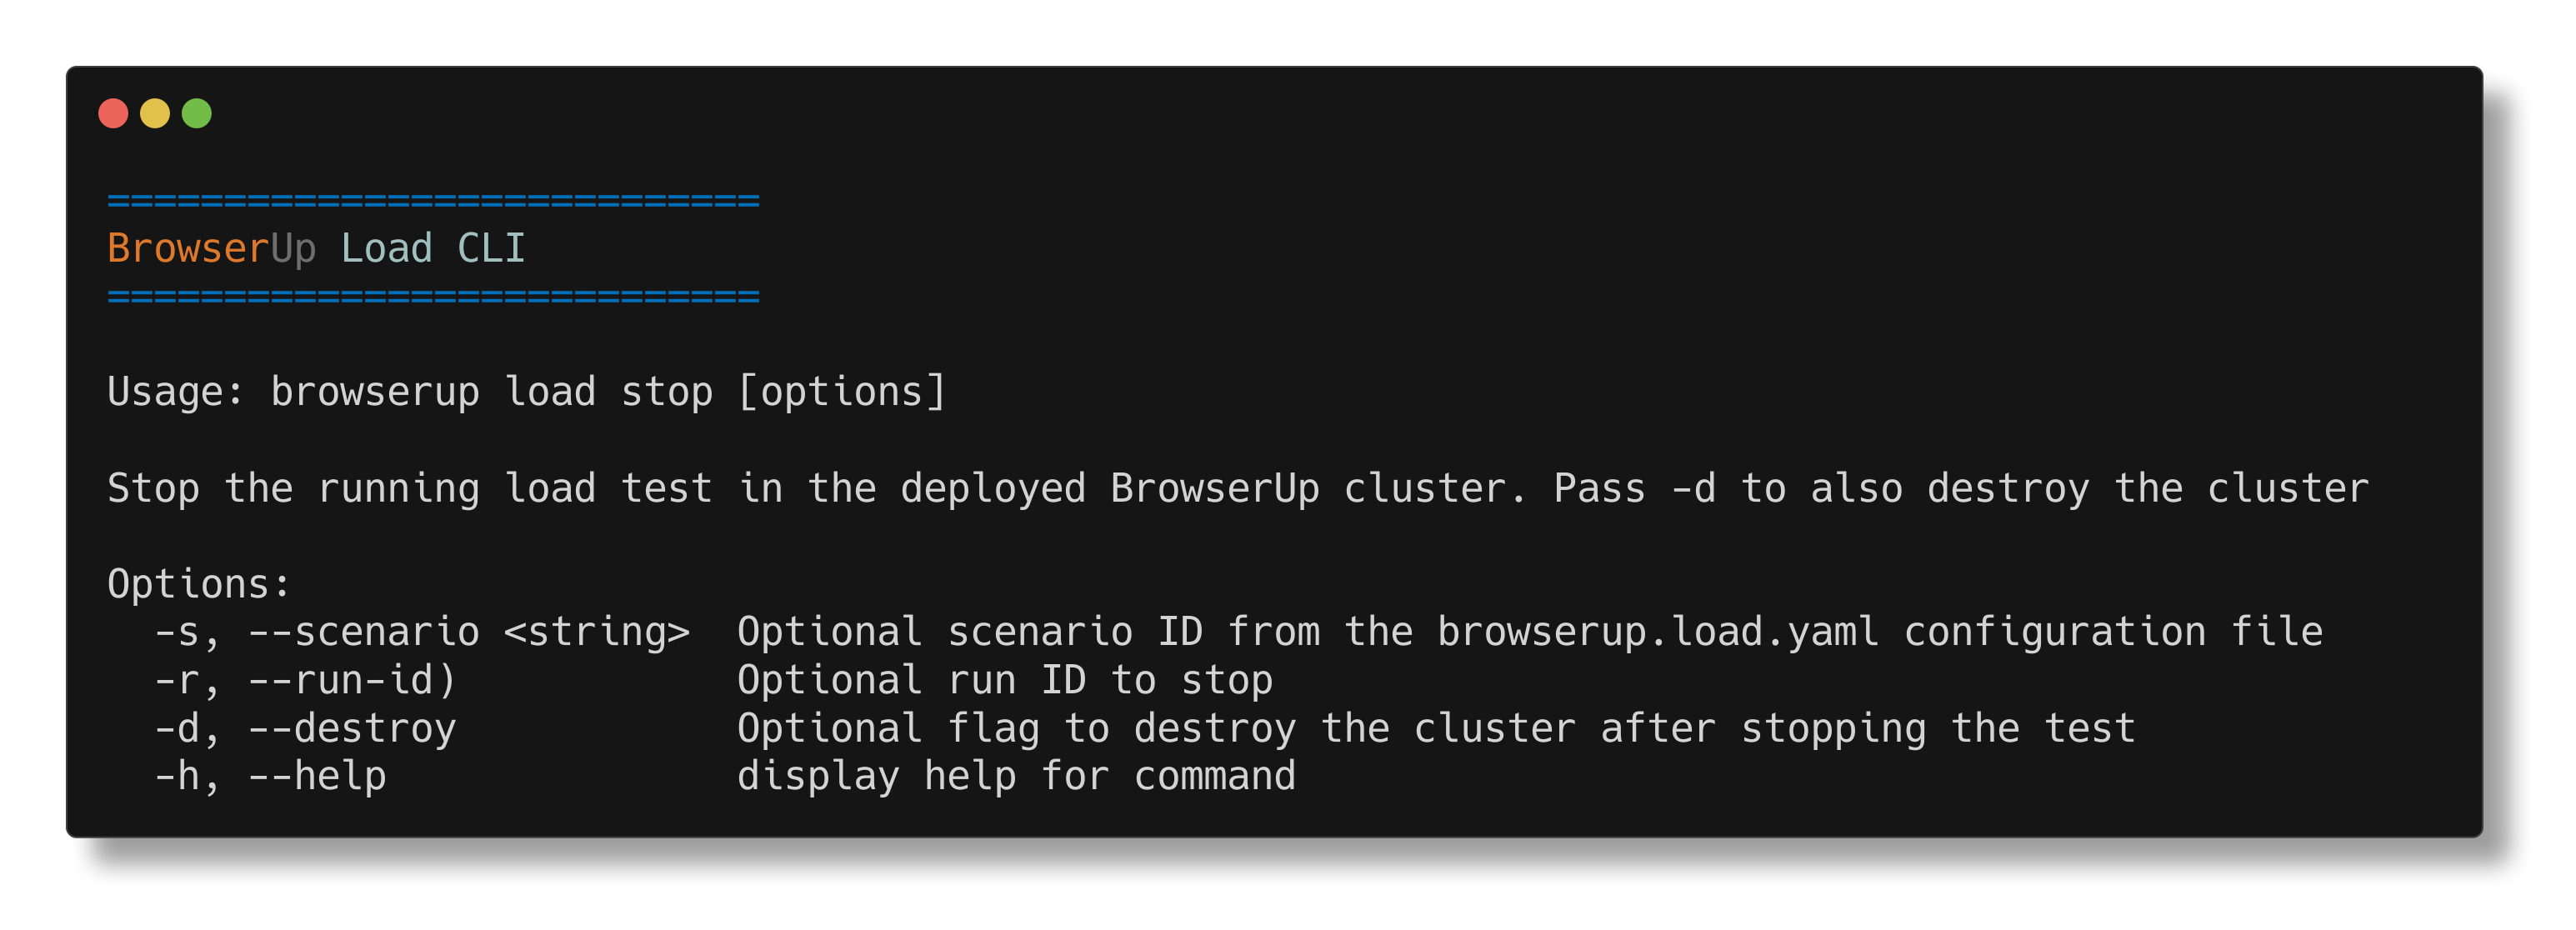 ============================
BrowserUp Load CLI
============================
Usage: browserup load stop [options]
Stop the running load test in the deployed BrowserUp cluster. Pass -d to also destroy the cluster
Options:
  -s, --scenario <string>  Optional scenario ID from the browserup.load.yaml configuration file
  -r, --run-id)            Optional run ID to stop
  -d, --destroy            Optional flag to destroy the cluster after stopping the test
  -h, --help               display help for command